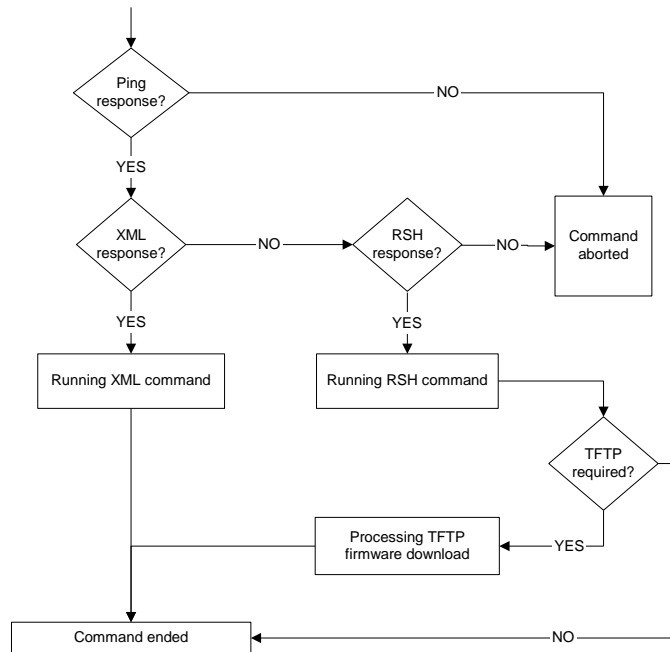 Ping
response?
NO
YES
XML
response?
NO
RSH
response?
NO
Command
aborted
YES
YES
Running XML command
Running RSH command
TFTP
required?
Processing TFTP
firmware download
YES
Command ended
NO